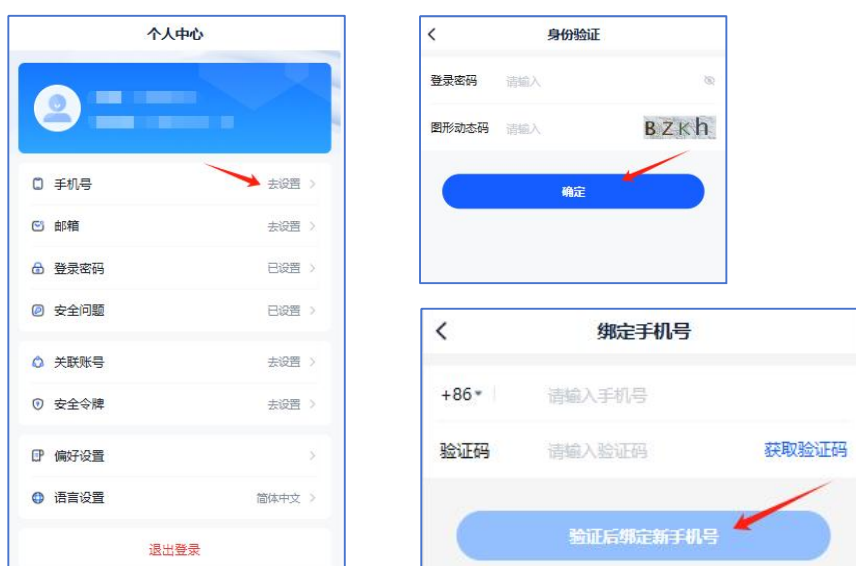 个人中心
手机号 去设置
邮箱 去设置
登录密码 已设置
安全问题 已设置
关联账号 去设置
安全令牌 去设置
偏好设置
语言设置 简体中文
退出登录
身份验证
登录密码 请输入
图形动态码 请输入 BZKh
确定
绑定手机号
+86 请输入手机号
验证码 请输入验证码 获取验证码
验证后绑定新手机号